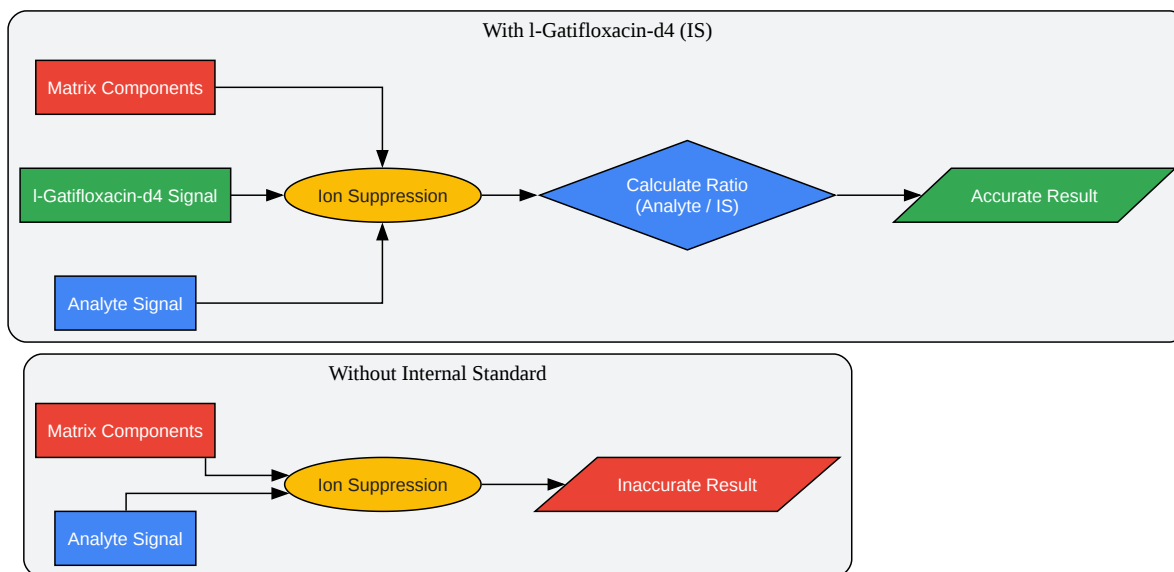 With l-Gatifloxacin-d4 (IS)
Matrix Components
l-Gatifloxacin-d4 Signal
Ion Suppression
Calculate Ratio
(Analyte / IS)
Accurate Result
Analyte Signal
Without Internal Standard
Matrix Components
Ion Suppression
Inaccurate Result
Analyte Signal